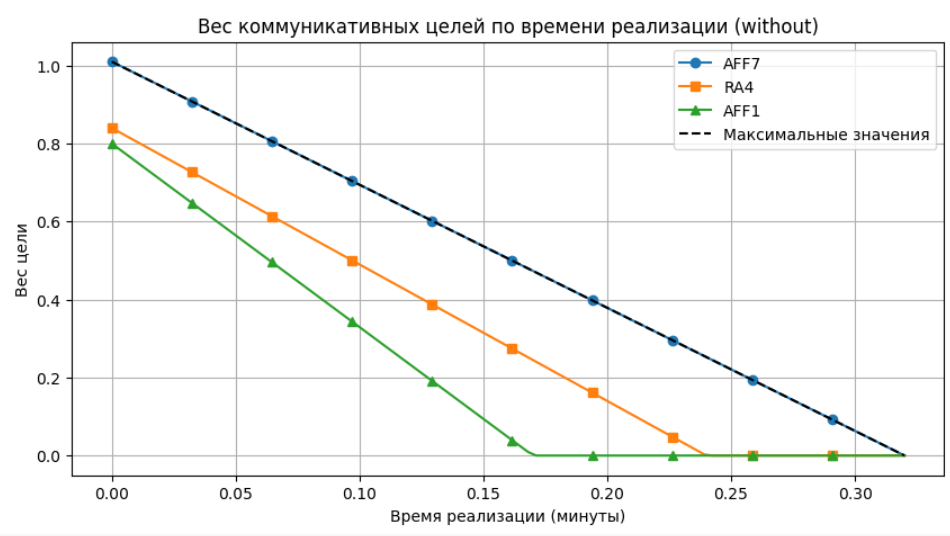 Вес коммуникативных целей по времени реализации (without)
AFF7
RA4
AFF1
Максимальные значения
Вес цели
1.0
0.8
0.6
0.4
0.2
0.0
0.00 0.05 0.10 0.15 0.20 0.25 0.30
Время реализации (минуты)